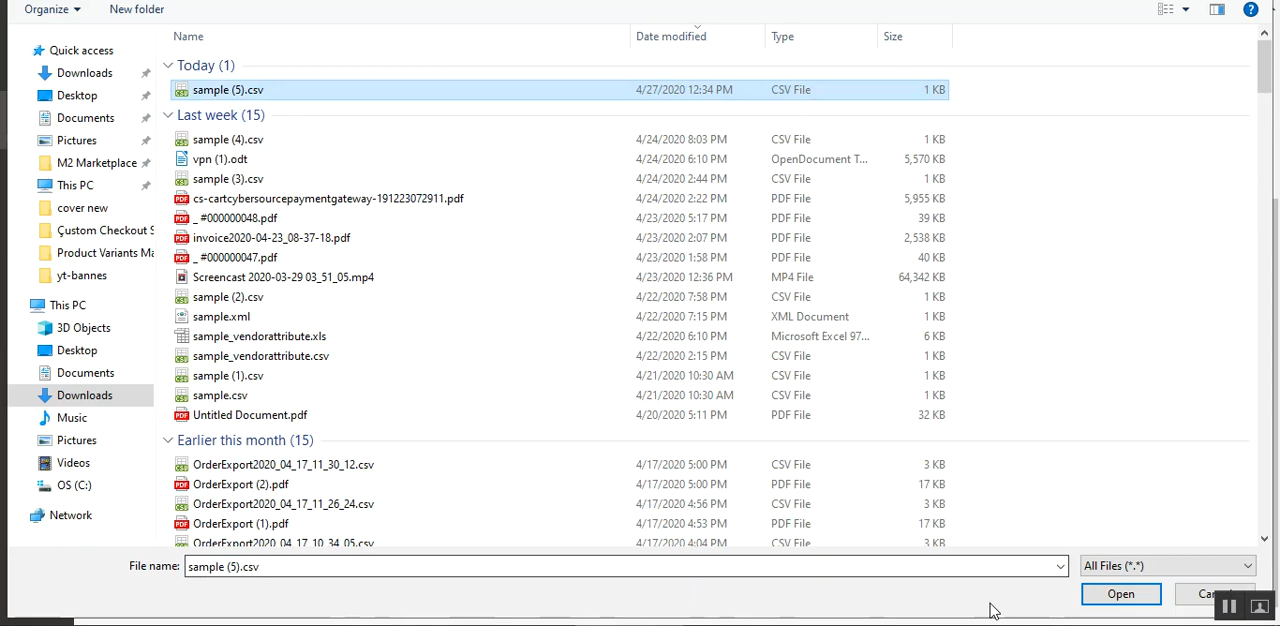 Organize New folder
Name Date modified Type Size
Quick access
Downloads
Desktop
Documents
Pictures
M2 Marketplace
This PC
cover new
Custom Checkout S
Product Variants Ma
yt-bannes
This PC
3D Objects
Desktop
Documents
Downloads
Music
Pictures
Videos
OS (C:)
Network
Today (1)
sample (5).csv 4/27/2020 12:34 PM CSV File 1 KB
Last week (15)
sample (4).csv 4/24/2020 8:03 PM CSV File 1 KB
vpn (1).odt 4/24/2020 6:10 PM OpenDocument T... 5,570 KB
sample (3).csv 4/24/2020 2:44 PM CSV File 1 KB
cs-cartcybersourcepaymentgateway-191223072911.pdf 4/24/2020 2:22 PM PDF File 5,955 KB
_ #000000048.pdf 4/23/2020 5:17 PM PDF File 39 KB
invoice2020-04-23_08-37-18.pdf 4/23/2020 2:07 PM PDF File 2,538 KB
_ #000000047.pdf 4/23/2020 1:58 PM PDF File 40 KB
Screencast 2020-03-29 03_51_05.mp4 4/23/2020 12:36 PM MP4 File 64,342 KB
sample (2).csv 4/22/2020 7:58 PM CSV File 1 KB
sample.xml 4/22/2020 7:15 PM XML Document 1 KB
sample_vendorattribute.xls 4/22/2020 6:10 PM Microsoft Excel 97... 6 KB
sample_vendorattribute.csv 4/22/2020 2:15 PM CSV File 1 KB
sample (1).csv 4/21/2020 10:30 AM CSV File 1 KB
sample.csv 4/21/2020 10:30 AM CSV File 1 KB
Untitled Document.pdf 4/20/2020 5:11 PM PDF File 32 KB
Earlier this month (15)
OrderExport2020_04_17_11_30_12.csv 4/17/2020 5:00 PM CSV File 3 KB
OrderExport (2).pdf 4/17/2020 5:00 PM PDF File 17 KB
OrderExport2020_04_17_11_26_24.csv 4/17/2020 4:56 PM CSV File 3 KB
OrderExport (1).pdf 4/17/2020 4:53 PM PDF File 17 KB
OrderExport2020_04_17_10_34_05.csv 4/17/2020 4:04 PM CSV File 3 KB
File name: sample (5).csv All Files (*.*)
Open